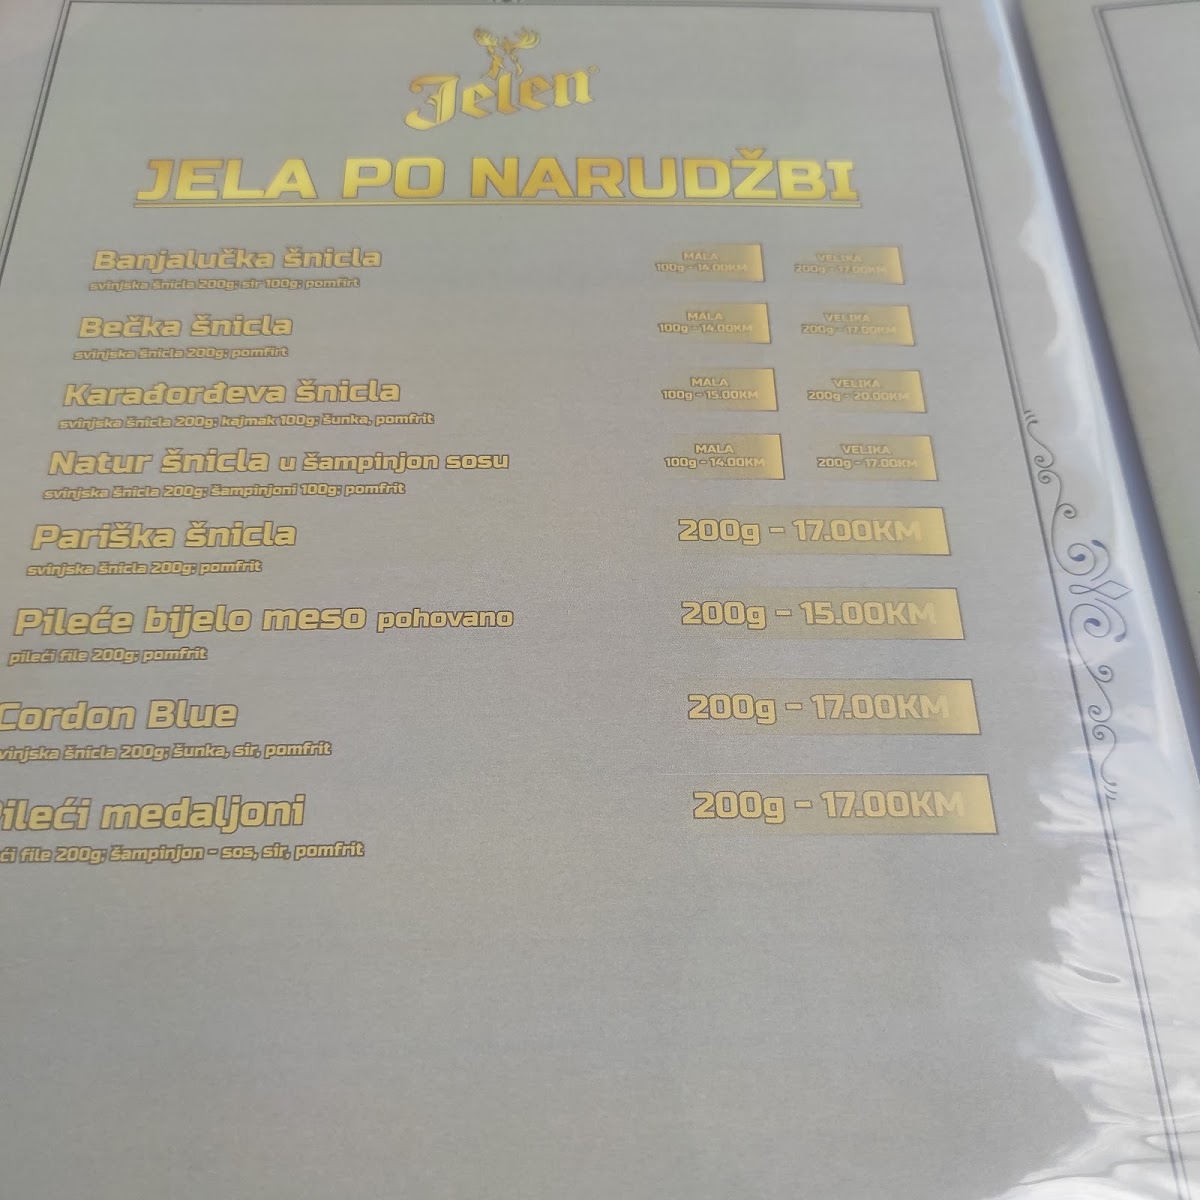 Jelen
JELA PO NARUDŽBI
Banjalučka šnicla
svinjska šnicla 200g; sir 100g; pomfirt
MALA
100g - 14.00KM
VELIKA
200g - 17.00KM
Bečka šnicla
svinjska šnicla 200g; pomfirt
MALA
100g - 14.00KM
VELIKA
200g - 17.00KM
Karađorđeva šnicla
svinjska šnicla 200g; kajmak 100g; šunka, pomfrit
MALA
100g - 15.00KM
VELIKA
200g - 20.00KM
Natur šnicla u šampinjon sosu
svinjska šnicla 200g; šampinjoni 100g; pomfrit
MALA
100g - 14.00KM
VELIKA
200g - 17.00KM
Pariška šnicla
svinjska šnicla 200g; pomfrit
200g - 17.00KM
Pileće bijelo meso pohovano
pileći file 200g; pomfrit
200g - 15.00KM
Cordon Blue
vinjska šnicla 200g; šunka, sir, pomfrit
200g - 17.00KM
ileći medaljoni
ći file 200g; šampinjon - sos, sir, pomfrit
200g - 17.00KM